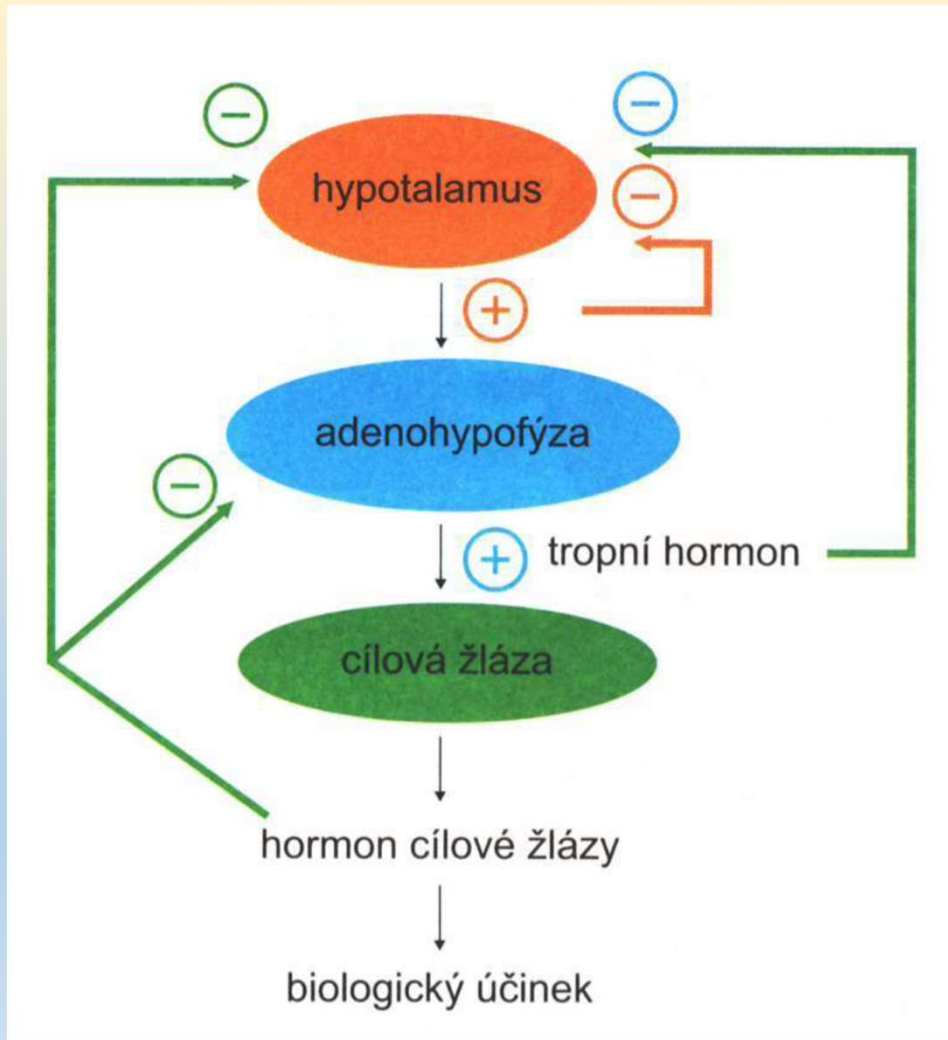 hypotalamus
adenohypofýza
tropní hormon
cílová žláza
hormon cílové žlázy
biologický účinek